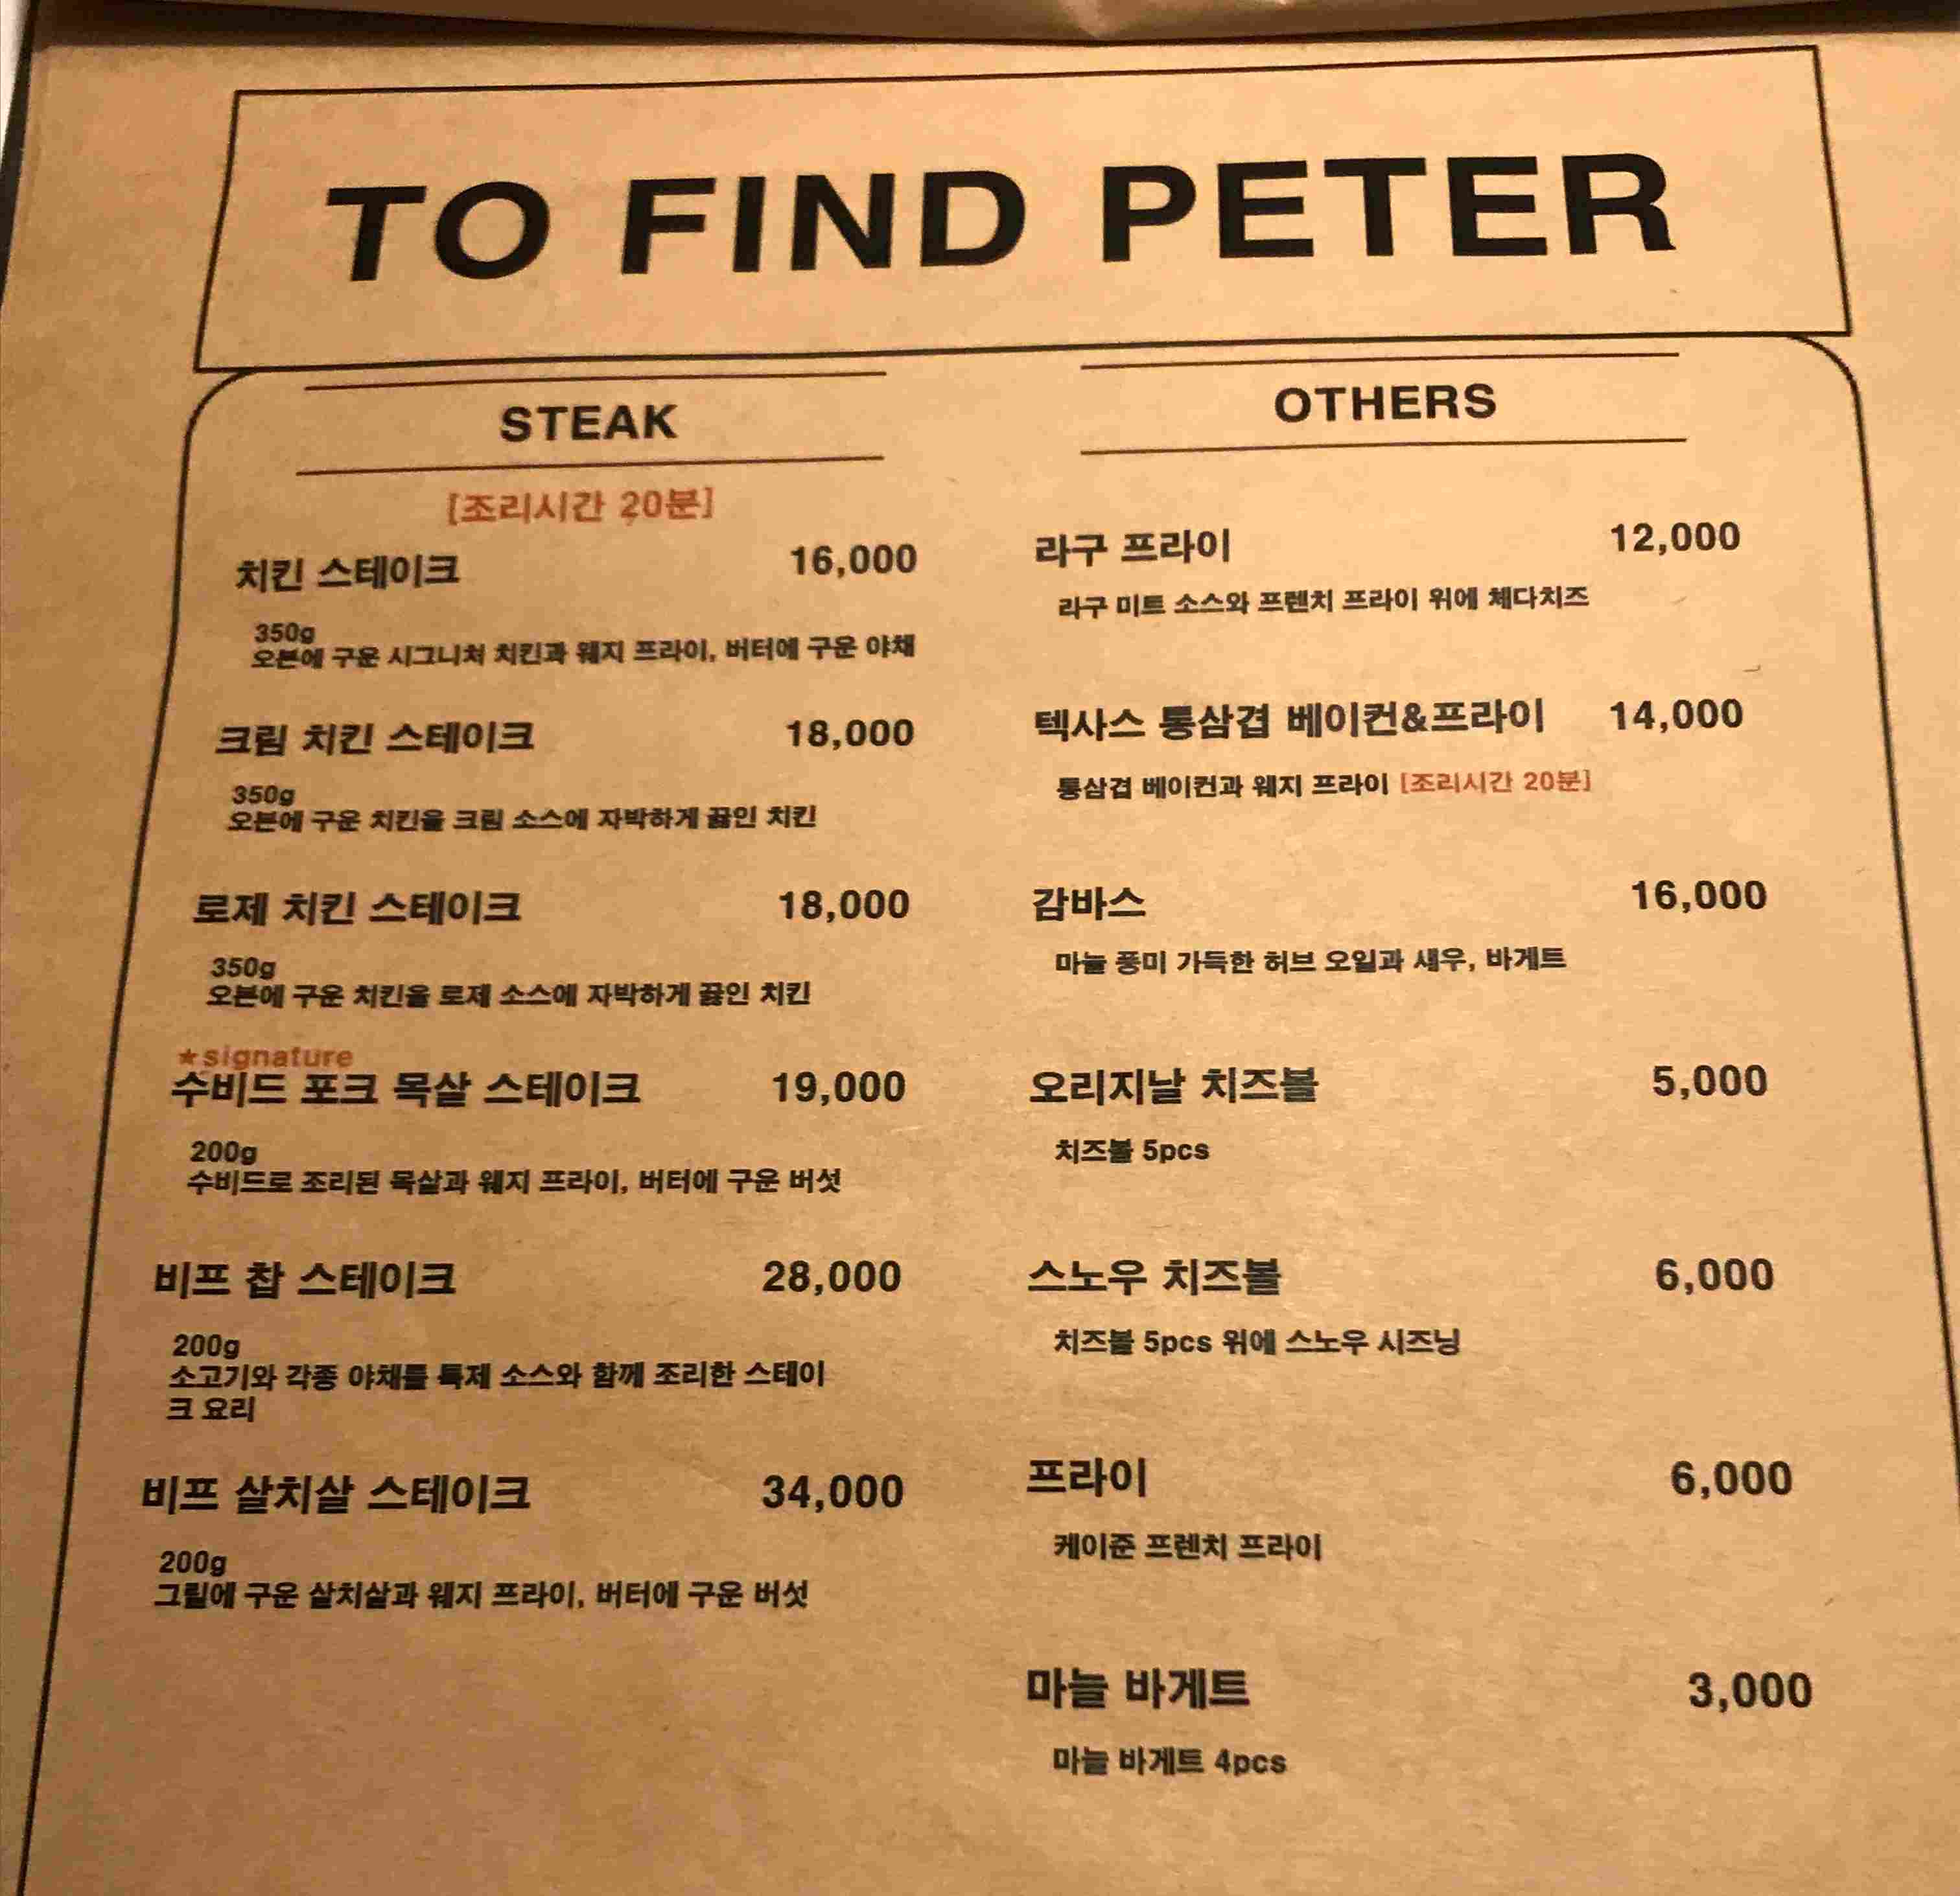 TO FIND PETER
STEAK
[조리시간 20분]
치킨 스테이크 16,000
350g
오븐에 구운 시그니처 치킨과 웨지 프라이, 버터에 구운 야채
크림 치킨 스테이크 18,000
350g
오븐에 구운 치킨을 크림 소스에 자박하게 끓인 치킨
로제 치킨 스테이크 18,000
350g
오븐에 구운 치킨을 로제 소스에 자박하게 끓인 치킨
★signature
수비드 포크 목살 스테이크 19,000
200g
수비드로 조리된 목살과 웨지 프라이, 버터에 구운 버섯
비프 찹 스테이크 28,000
200g
소고기와 각종 야채를 특제 소스와 함께 조리한 스테이
크 요리
비프 살치살 스테이크 34,000
200g
그릴에 구운 살치살과 웨지 프라이, 버터에 구운 버섯
OTHERS
라구 프라이 12,000
라구 미트 소스와 프렌치 프라이 위에 체다치즈
텍사스 통삼겹 베이컨&프라이 14,000
통삼겹 베이컨과 웨지 프라이 [조리시간 20분]
감바스 16,000
마늘 풍미 가득한 허브 오일과 새우, 바게트
오리지날 치즈볼 5,000
치즈볼 5pcs
스노우 치즈볼 6,000
치즈볼 5pcs 위에 스노우 시즈닝
프라이 6,000
케이준 프렌치 프라이
마늘 바게트 3,000
마늘 바게트 4pcs